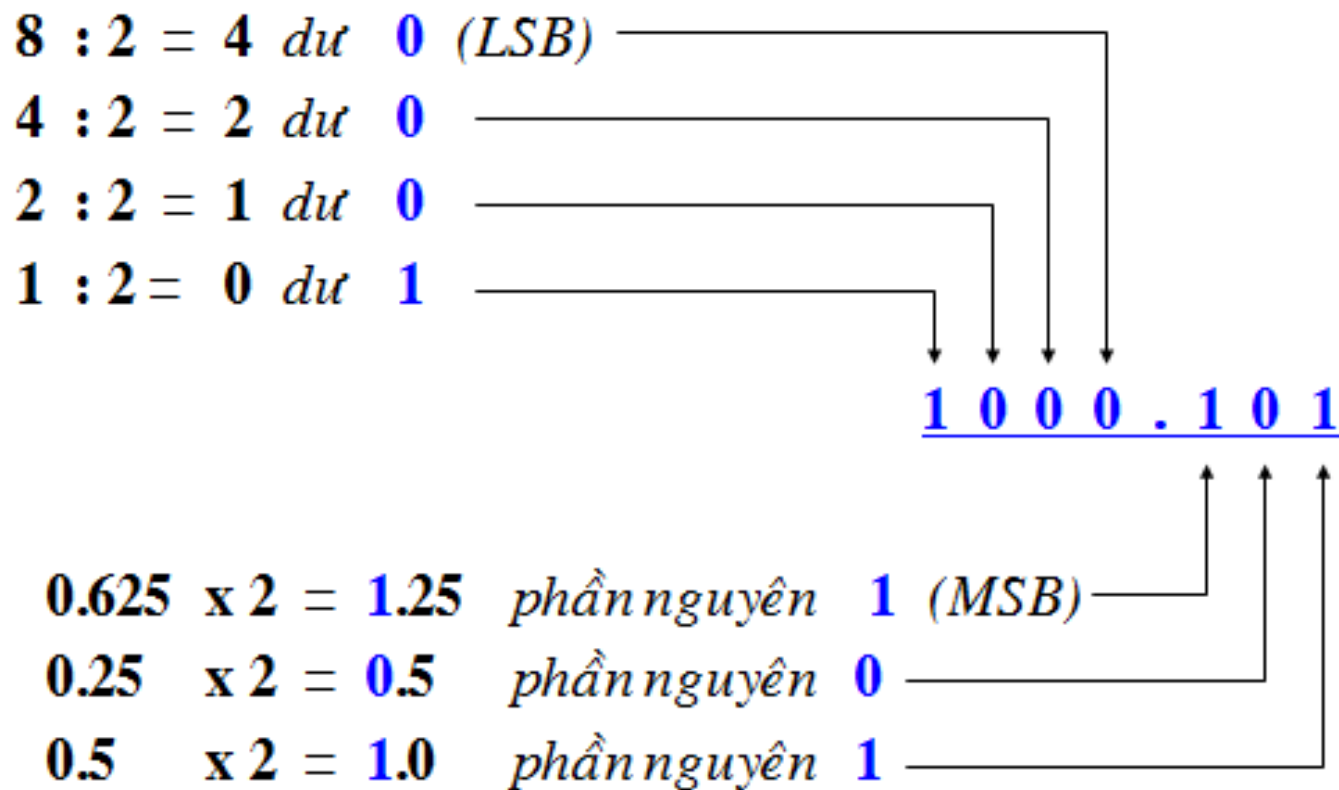 8 : 2 = 4 dư 0 (LSB)
4 : 2 = 2 dư 0
2 : 2 = 1 dư 0
1 : 2 = 0 dư 1
1 0 0 0 . 1 0 1
0.625 x 2 = 1.25 phần nguyên 1 (MSB)
0.25 x 2 = 0.5 phần nguyên 0
0.5 x 2 = 1.0 phần nguyên 1